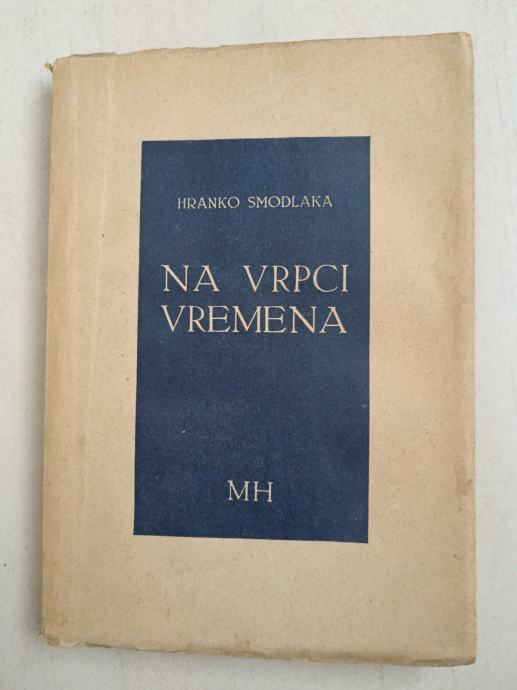 HRANKO SMODLAKA
NA VRPCI
VREMENA
MH